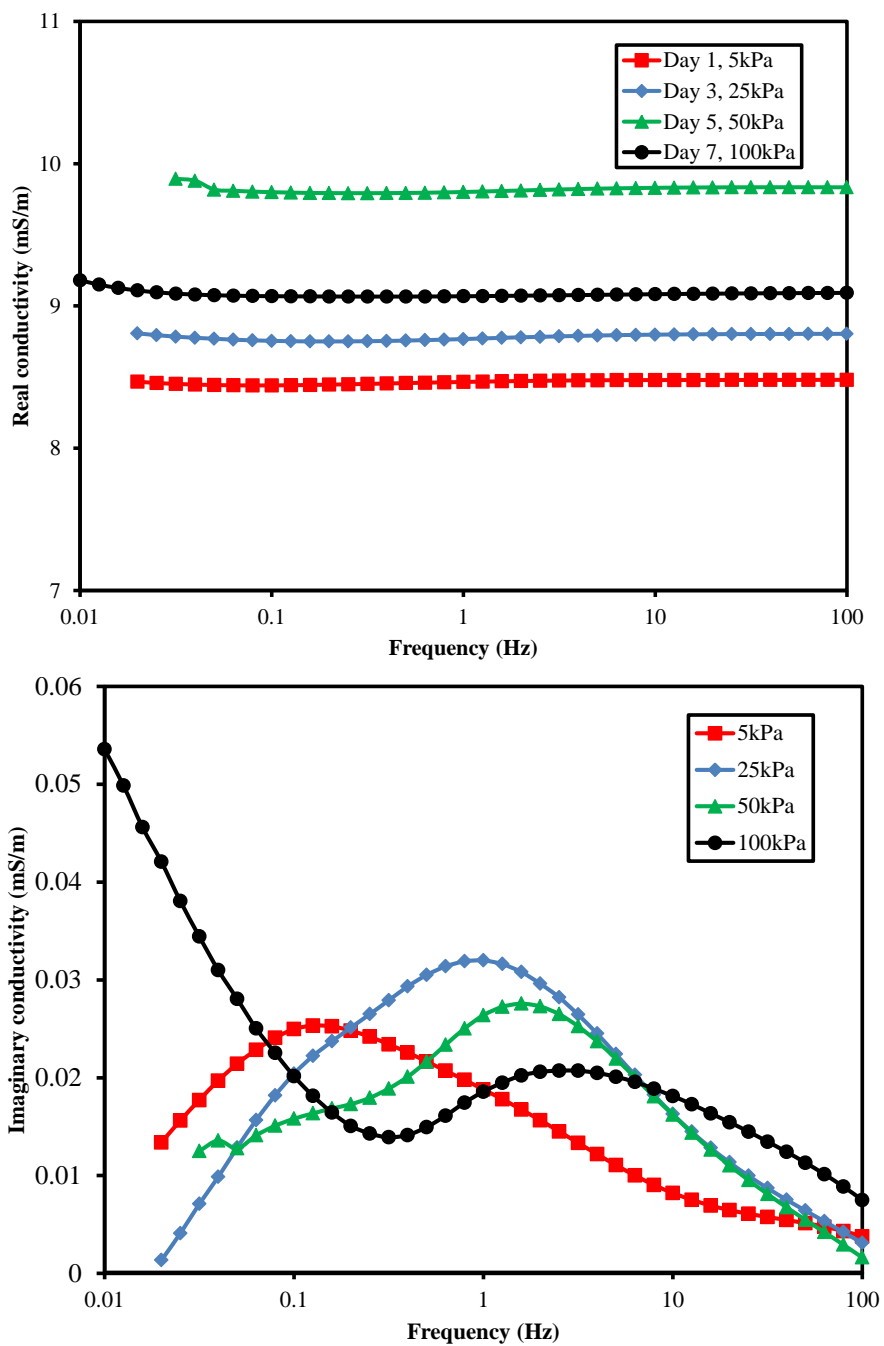 11
10
9
8
7
Real conductivity (mS/m)
Day 1, 5kPa
Day 3, 25kPa
Day 5, 50kPa
Day 7, 100kPa
0.01 0.1 1 10 100
Frequency (Hz)
0.06
0.05
0.04
0.03
0.02
0.01
0
Imaginary conductivity (mS/m)
5kPa
25kPa
50kPa
100kPa
0.01 0.1 1 10 100
Frequency (Hz)